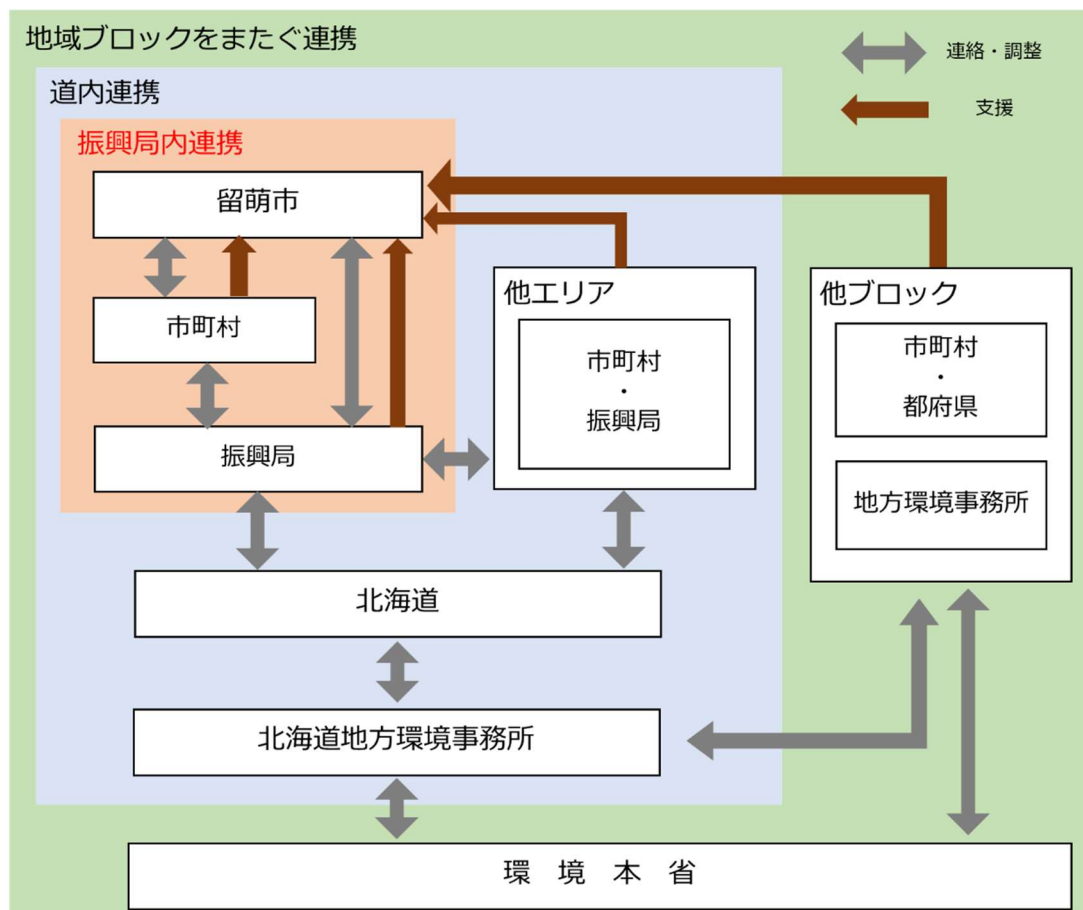 地域ブロックをまたぐ連携
連絡・調整
支援
道内連携
振興局内連携
留萌市
市町村
振興局
他エリア
市町村
・
振興局
他ブロック
市町村
・
都府県
地方環境事務所
北海道
北海道地方環境事務所
環 境 本 省